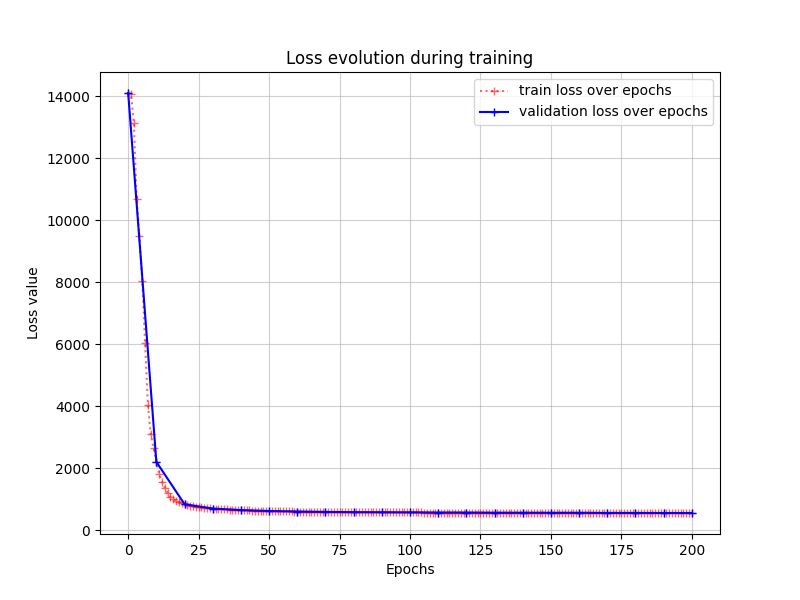 Loss evolution during training
train loss over epochs
validation loss over epochs
Loss value
14000
12000
10000
8000
6000
4000
2000
0
0 25 50 75 100 125 150 175 200
Epochs